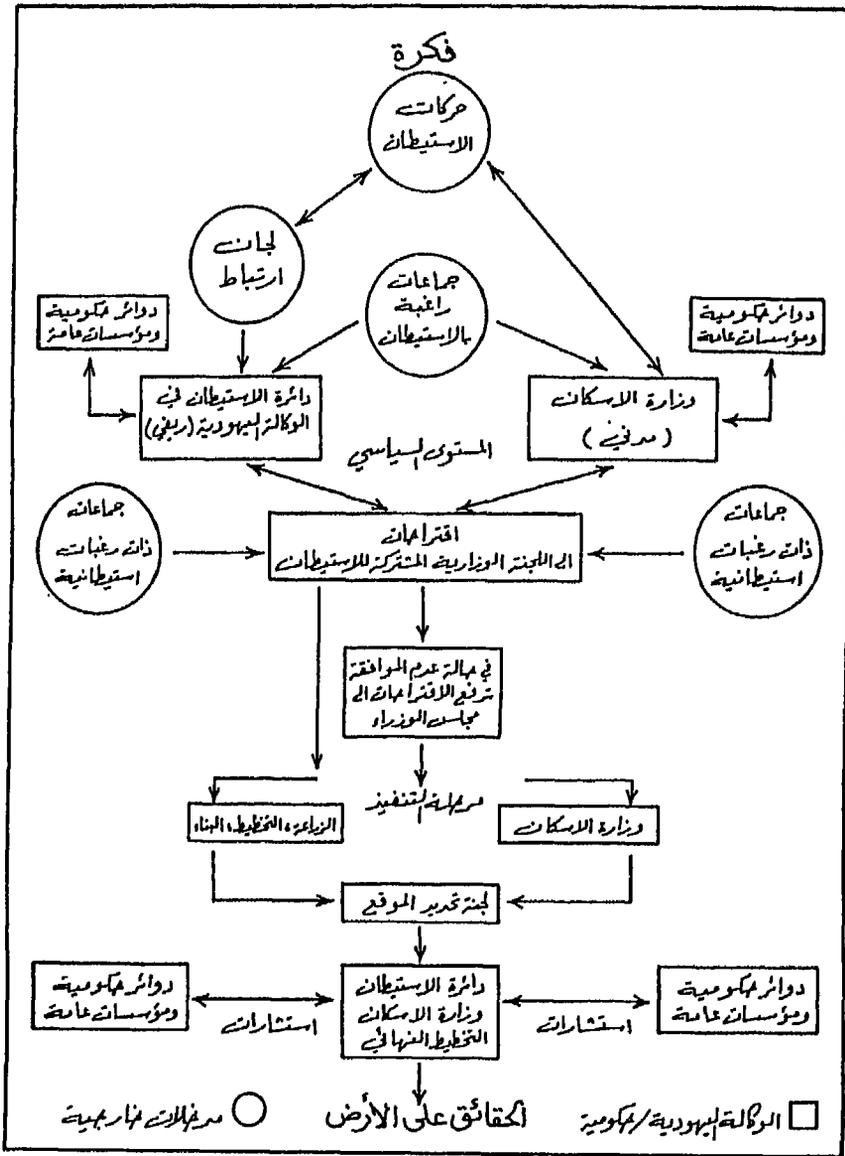 فكرة
حركات
الاستيطان
لجان
ارتباط
جماعات
راغبة
بالاستيطان
دوائر حكومية
ومؤسسات عامة
دوائر حكومية
ومؤسسات عامة
وزارة الاسكان
(مدني)
دائرة الاستيطان في
الوكالة اليهودية (ريفي)
المستوى السياسي
جماعات
ذات رغبات
استيطانية
اقتراحات
الى اللجنة الوزارية المشتركة للاستيطان
جماعات
ذات رغبات
استيطانية
في حالة عدم الموافقة
ترفع الاقتراحات الى
مجلس الوزراء
مرحلة التنفيذ
وزارة الاسكان
الزراعة، التخطيط، البناء
لجنة تحديد الموقع
دوائر حكومية
ومؤسسات عامة
استشارات
دائرة الاستيطان
وزارة الاسكان
التخطيط النهائي
استشارات
دوائر حكومية
ومؤسسات عامة
الحقائق على الأرض
الوكالة اليهودية/حكومية
مدخلات خارجية